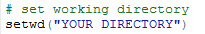 # set working directory
setwd("YOUR DIRECTORY")